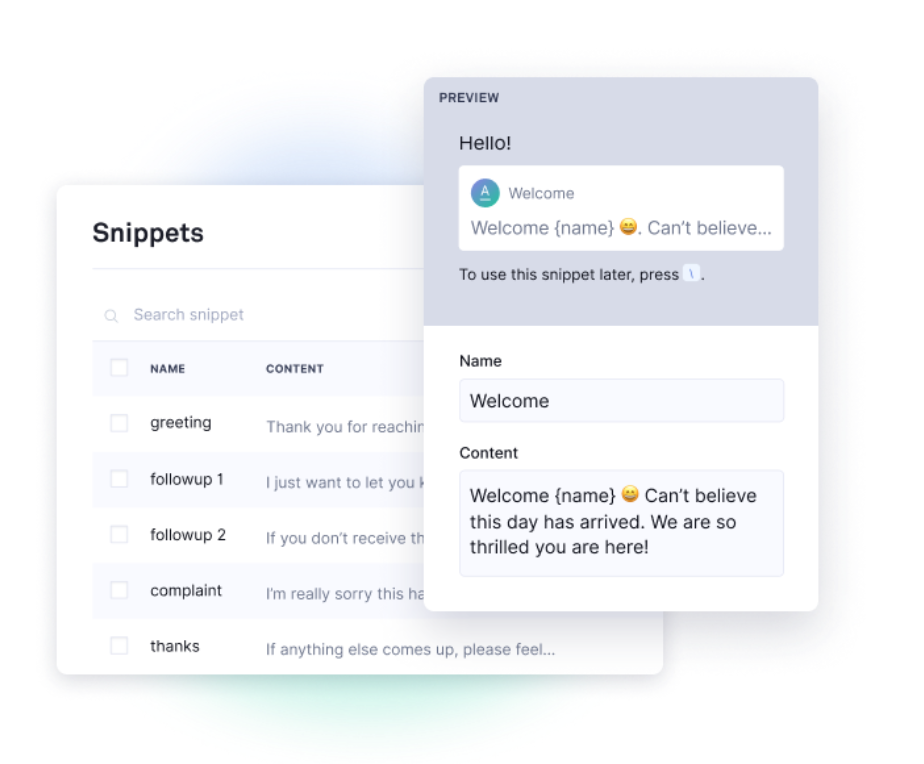 PREVIEW
Hello!
A
Welcome
Welcome {name} 😀. Can't believe...
To use this snippet later, press \.
Name
Welcome
Content
Welcome {name} 😀 Can't believe
this day has arrived. We are so
thrilled you are here!
Snippets
Search snippet
NAME CONTENT
greeting Thank you for
followup 1 I just want to let you
followup 2 If you don't receive
complaint I'm really sorry this
thanks If anything else comes up, please feel...